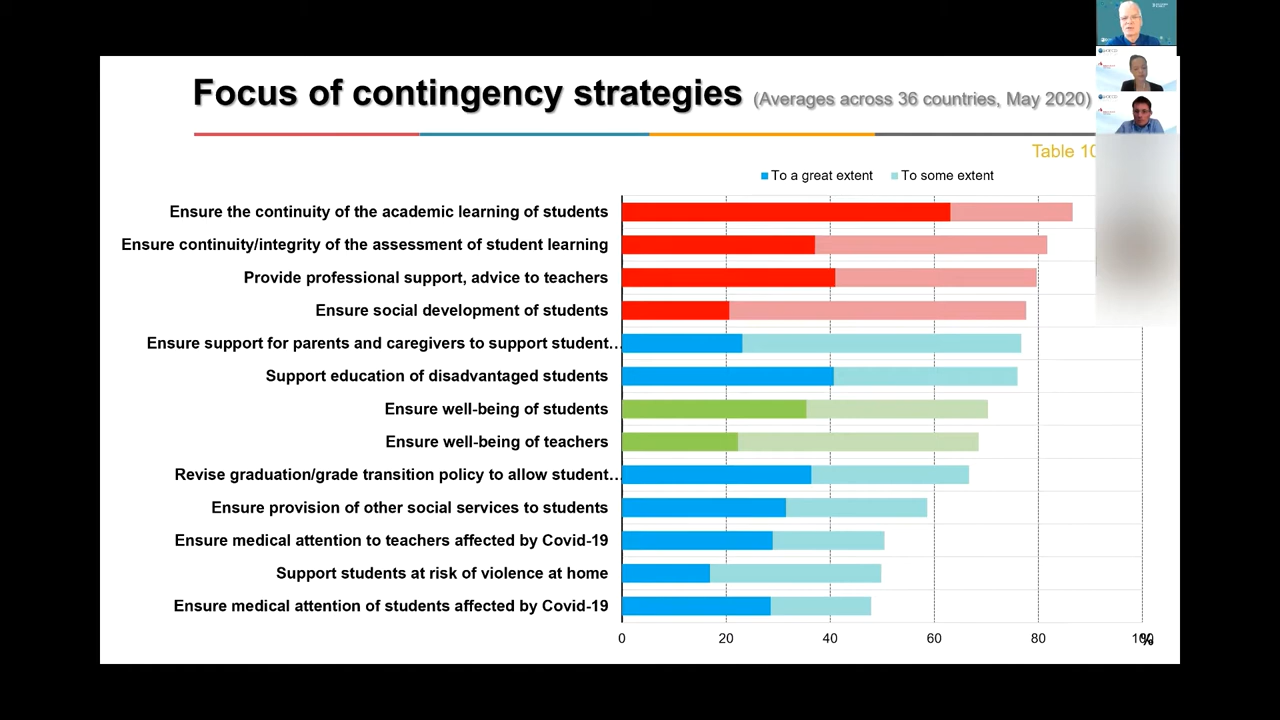 Focus of contingency strategies (Averages across 36 countries, May 2020)
Table 10
To a great extent To some extent
Ensure the continuity of the academic learning of students
Ensure continuity/integrity of the assessment of student learning
Provide professional support, advice to teachers
Ensure social development of students
Ensure support for parents and caregivers to support student…
Support education of disadvantaged students
Ensure well-being of students
Ensure well-being of teachers
Revise graduation/grade transition policy to allow student…
Ensure provision of other social services to students
Ensure medical attention to teachers affected by Covid-19
Support students at risk of violence at home
Ensure medical attention of students affected by Covid-19
0 20 40 60 80 100
%